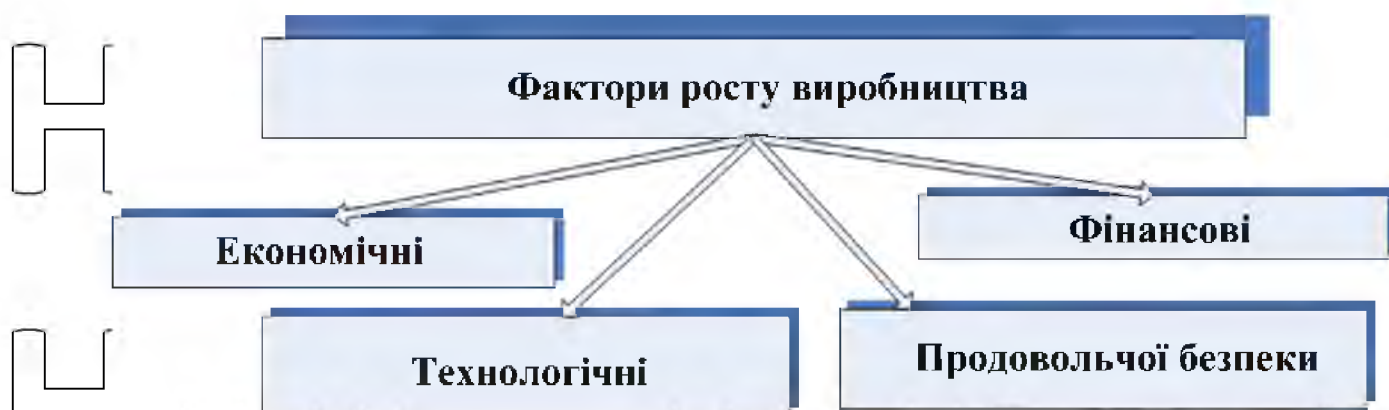 Фактори росту виробництва
Економічні
Фінансові
Технологічні
Продовольчої безпеки